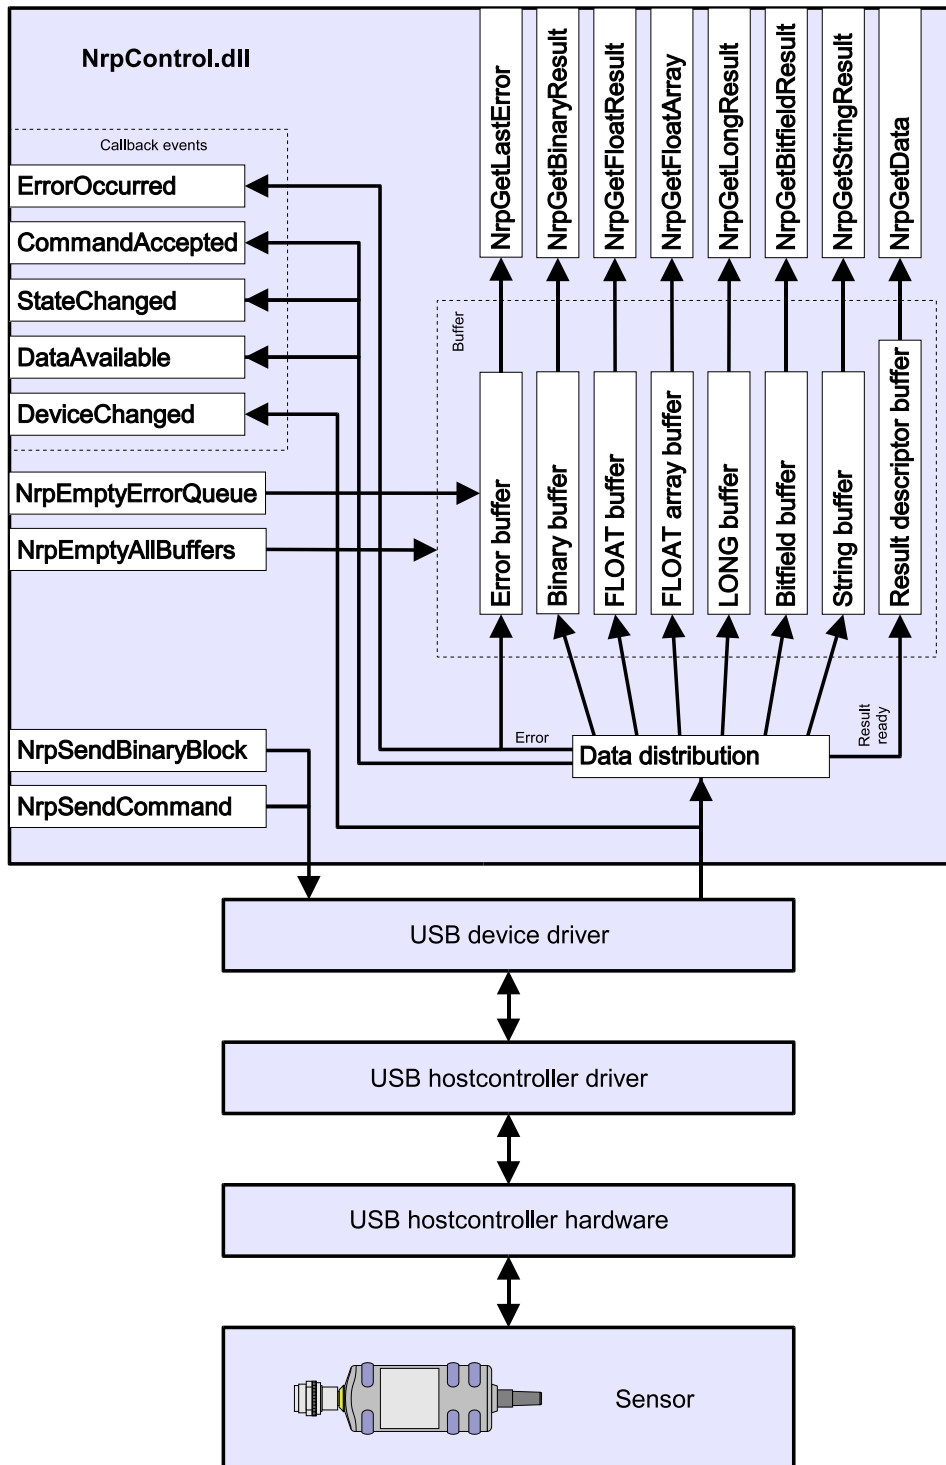 NrpControl.dll
Callback events
ErrorOccurred
CommandAccepted
StateChanged
DataAvailable
DeviceChanged
NrpEmptyErrorQueue
NrpEmptyAllBuffers
NrpSendBinaryBlock
NrpSendCommand
NrpGetLastError
NrpGetBinaryResult
NrpGetFloatResult
NrpGetFloatArray
NrpGetLongResult
NrpGetBitfieldResult
NrpGetStringResult
NrpGetData
Buffer
Error buffer
Binary buffer
FLOAT buffer
FLOAT array buffer
LONG buffer
Bitfield buffer
String buffer
Result descriptor buffer
Error
Data distribution
Result
ready
USB device driver
USB hostcontroller driver
USB hostcontroller hardware
Sensor